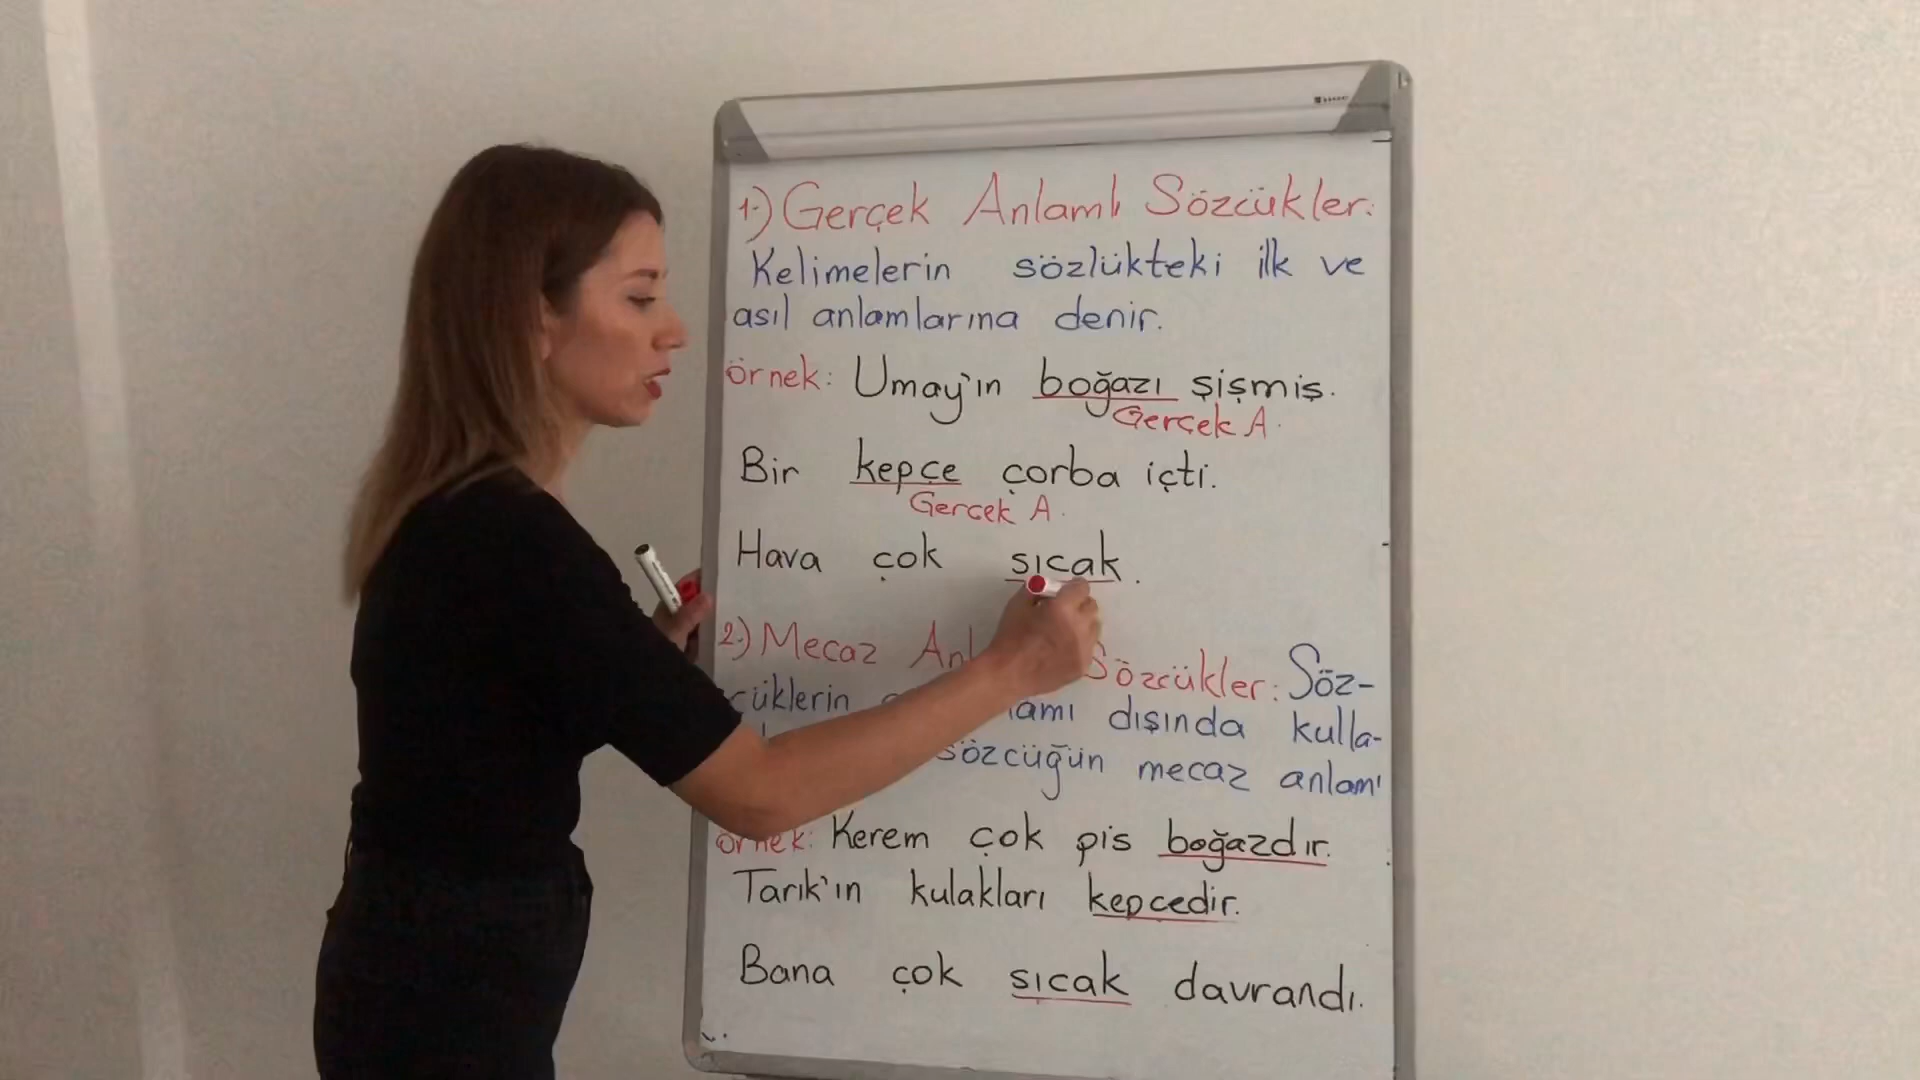 1-) Gerçek Anlamlı Sözcükler:
Kelimelerin sözlükteki ilk ve
asıl anlamlarına denir.
örnek: Umay'ın boğazı şişmiş.
Gerçek A.
Bir kepçe çorba içti.
Gerçek A.
Hava çok sıcak.
2-) Mecaz Sözcükler: Söz-
cüklerin dışında kulla-
sözcüğün mecaz anlamı
örnek: Kerem çok pis boğazdır.
Tarık'ın kulakları kepçedir.
Bana çok sıcak davrandı.